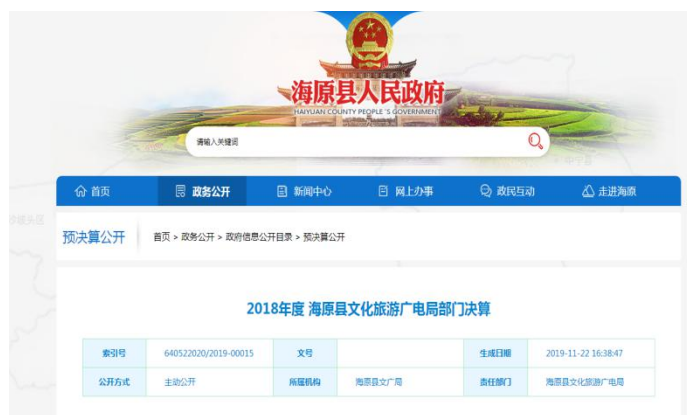 海原县人民政府
HAIYUAN COUNTY PEOPLE'S GOVERNMENT
请输入关键词
首页 政务公开 新闻中心 网上办事 政民互动 走进海原
预决算公开 首页 > 政务公开 > 政府信息公开目录 > 预决算公开
2018年度 海原县文化旅游广电局部门决算
索引号 640522020/2019-00015 文号 生成日期 2019-11-22 16:38:47
公开方式 主动公开 所属机构 海原县文广局 责任部门 海原县文化旅游广电局